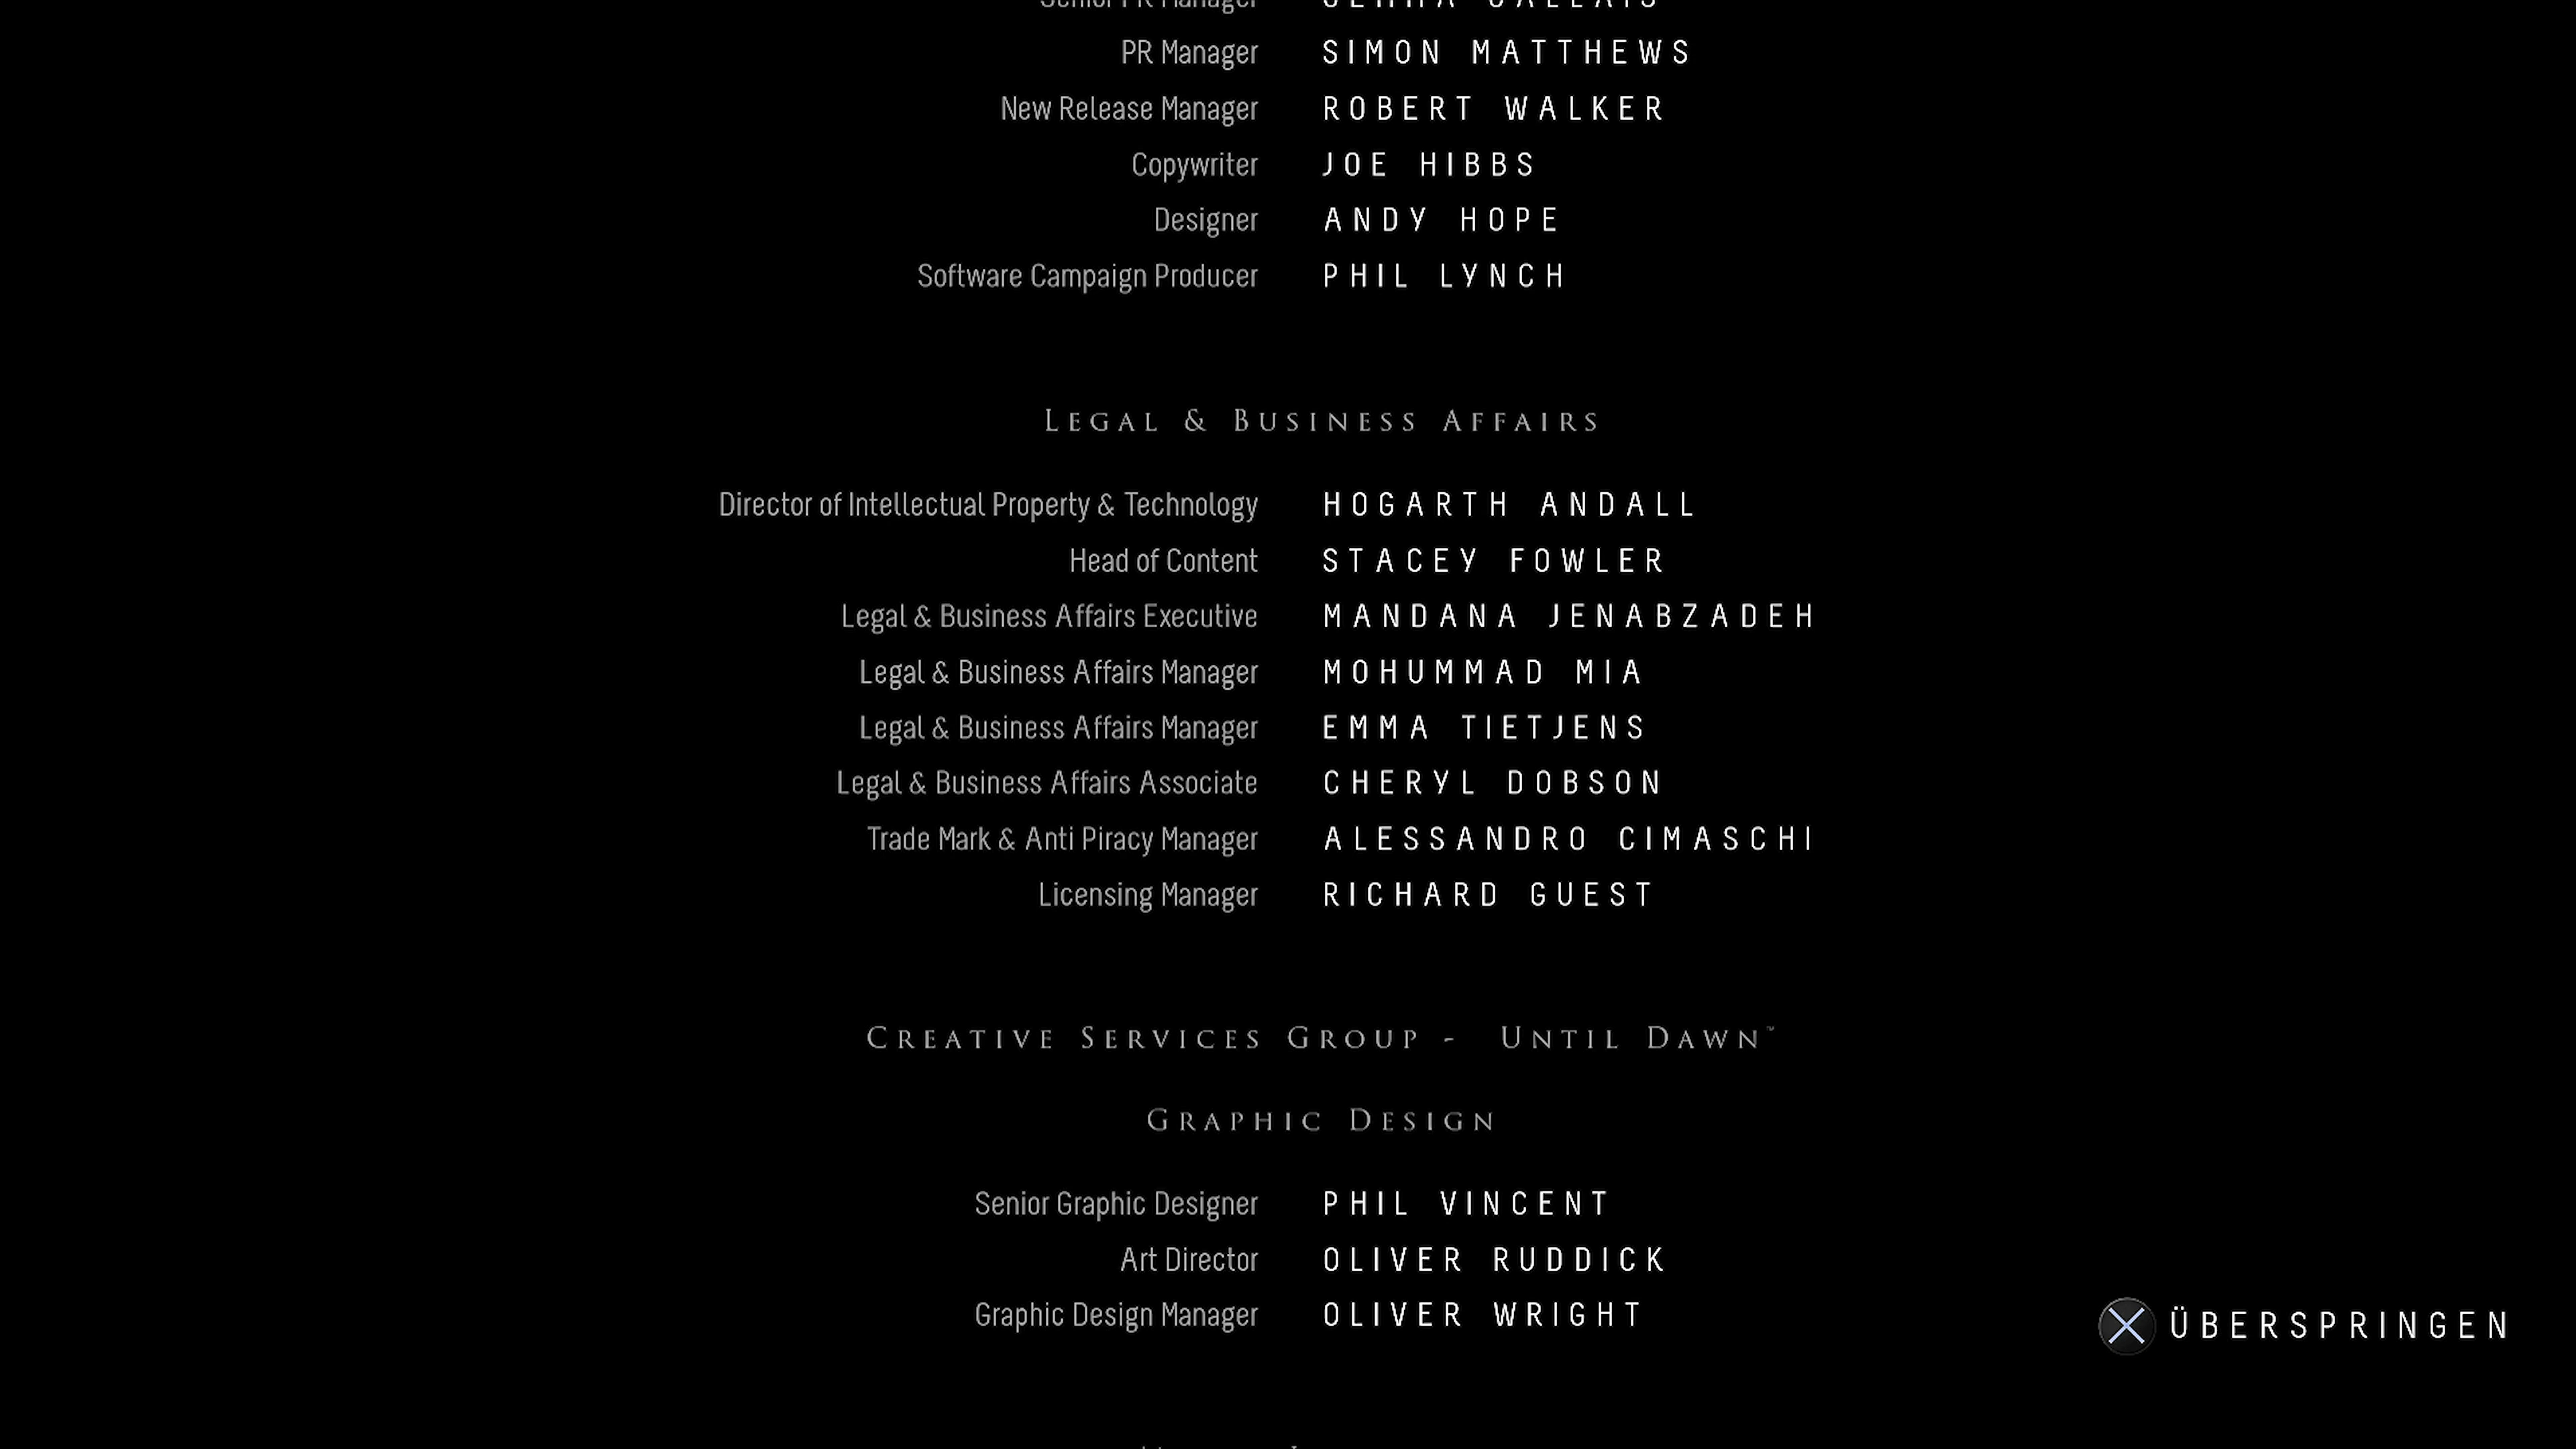 PR Manager SIMON MATTHEWS
New Release Manager ROBERT WALKER
Copywriter JOE HIBBS
Designer ANDY HOPE
Software Campaign Producer PHIL LYNCH
LEGAL & BUSINESS AFFAIRS
Director of Intellectual Property & Technology HOGARTH ANDALL
Head of Content STACEY FOWLER
Legal & Business Affairs Executive MANDANA JENABZADEH
Legal & Business Affairs Manager MOHUMMAD MIA
Legal & Business Affairs Manager EMMA TIETJENS
Legal & Business Affairs Associate CHERYL DOBSON
Trade Mark & Anti Piracy Manager ALESSANDRO CIMASCHI
Licensing Manager RICHARD GUEST
CREATIVE SERVICES GROUP - UNTIL DAWN™
GRAPHIC DESIGN
Senior Graphic Designer PHIL VINCENT
Art Director OLIVER RUDDICK
Graphic Design Manager OLIVER WRIGHT
ÜBERSPRINGEN